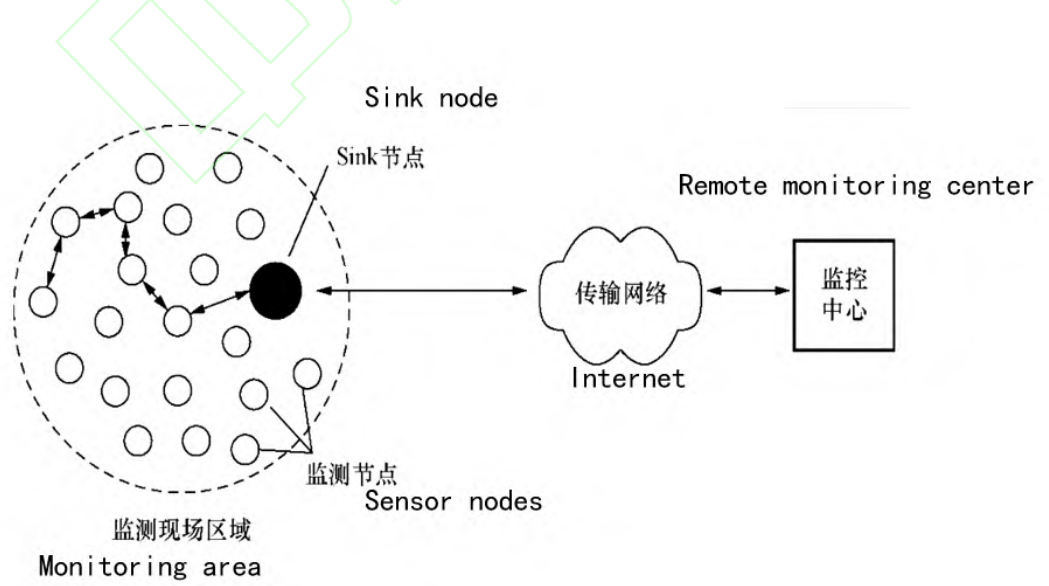 Sink node
Sink节点
Remote monitoring center
传输网络
监控
中心
Internet
监测节点
Sensor nodes
监测现场区域
Monitoring area